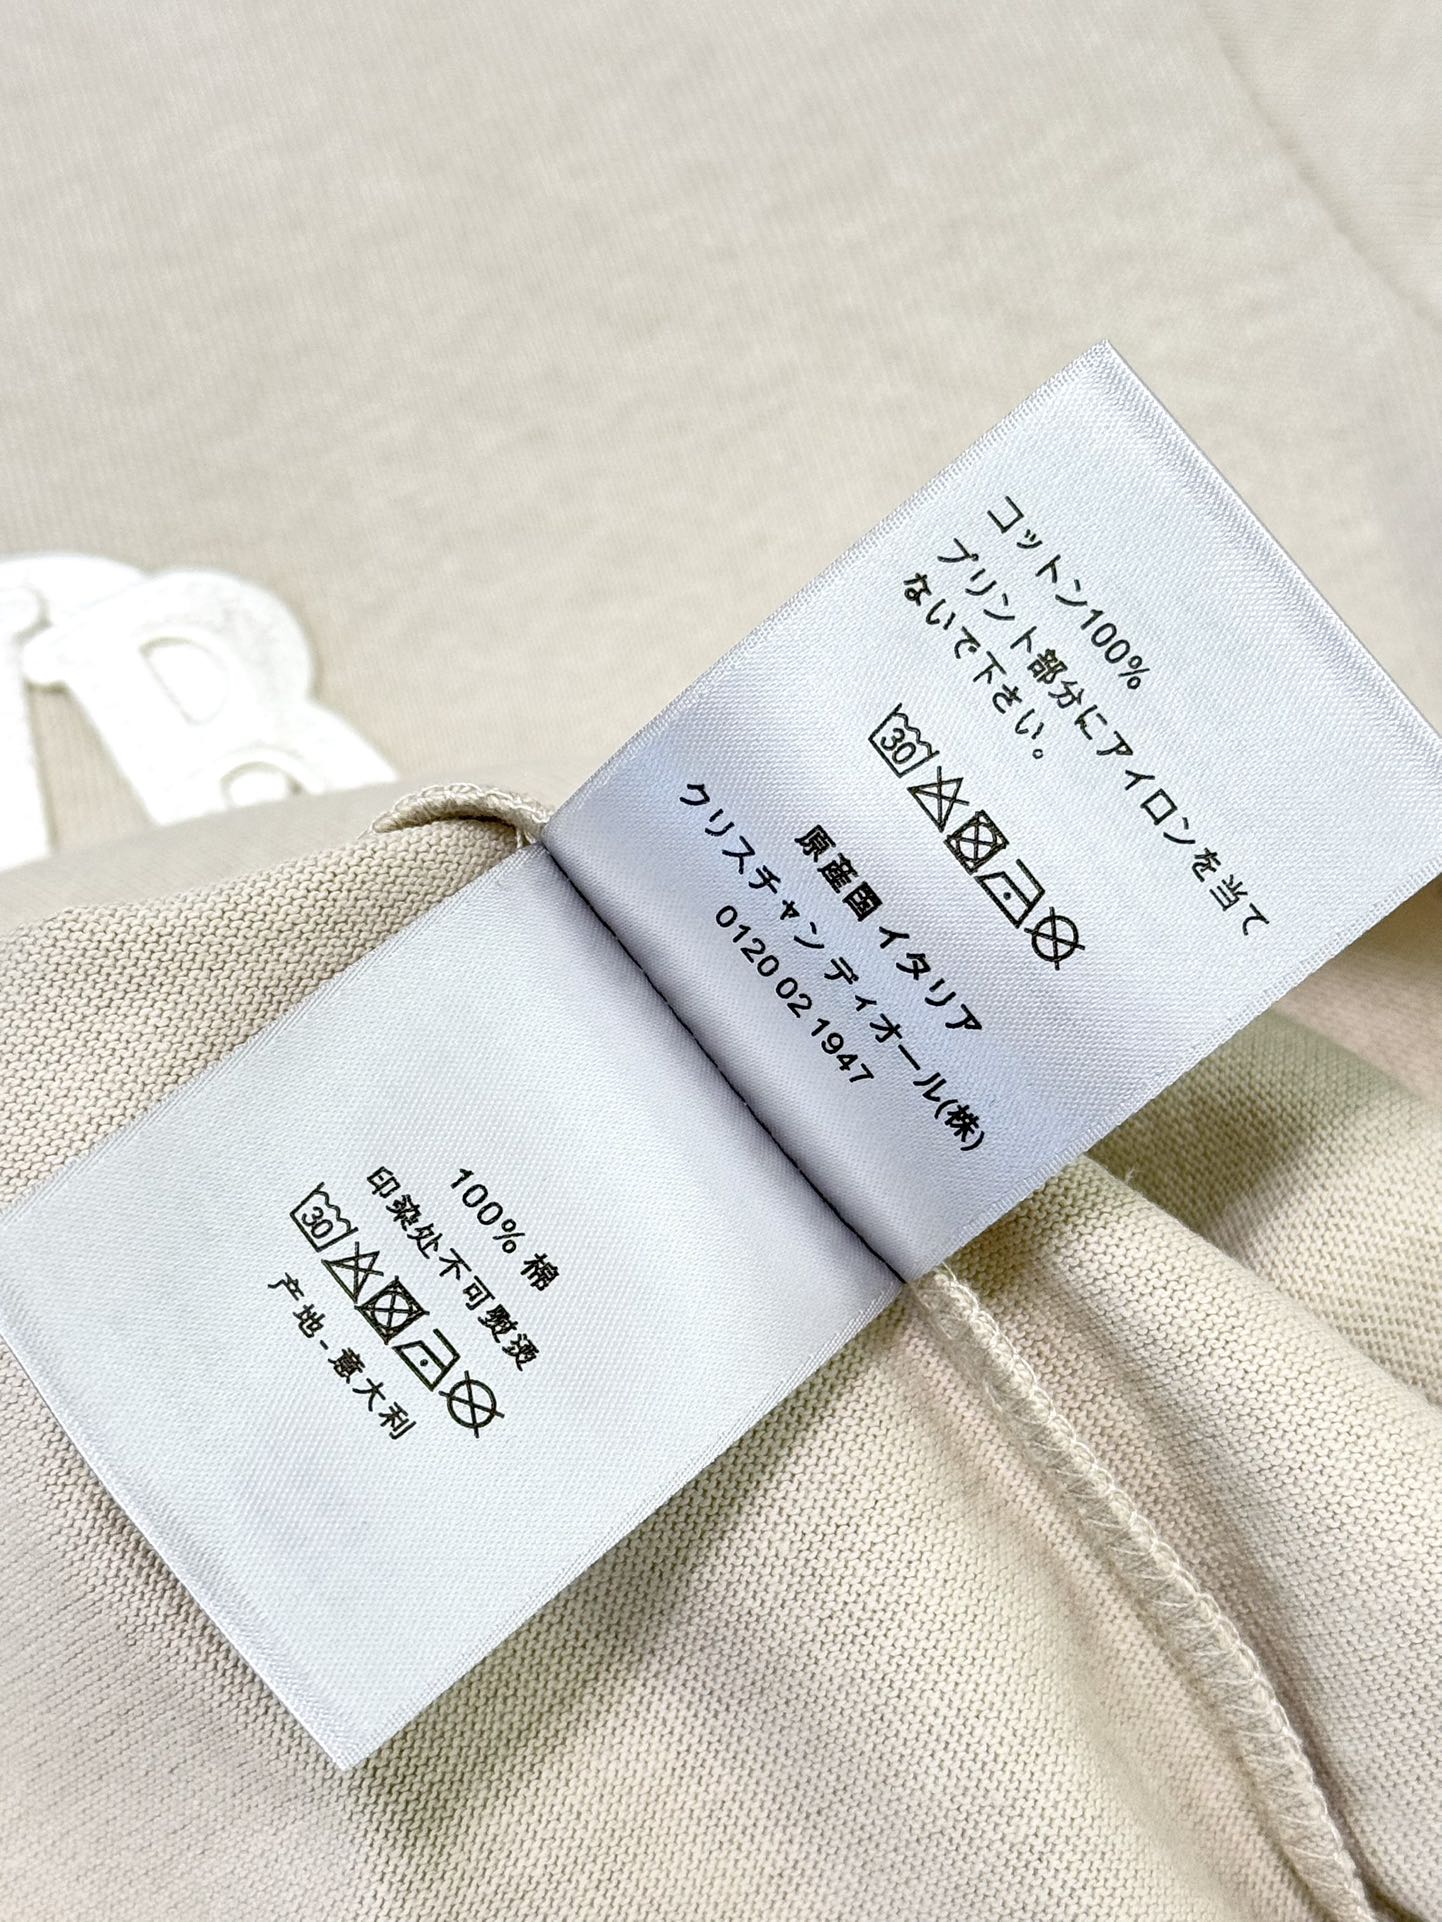 コットン100%
プリント部分にアイロンを当て
ないで下さい。
30
原産国 イタリア
クリスチャン ディオール(株)
0120 02 1947
100% 棉
印染处不可熨烫
30
产地-意大利
R